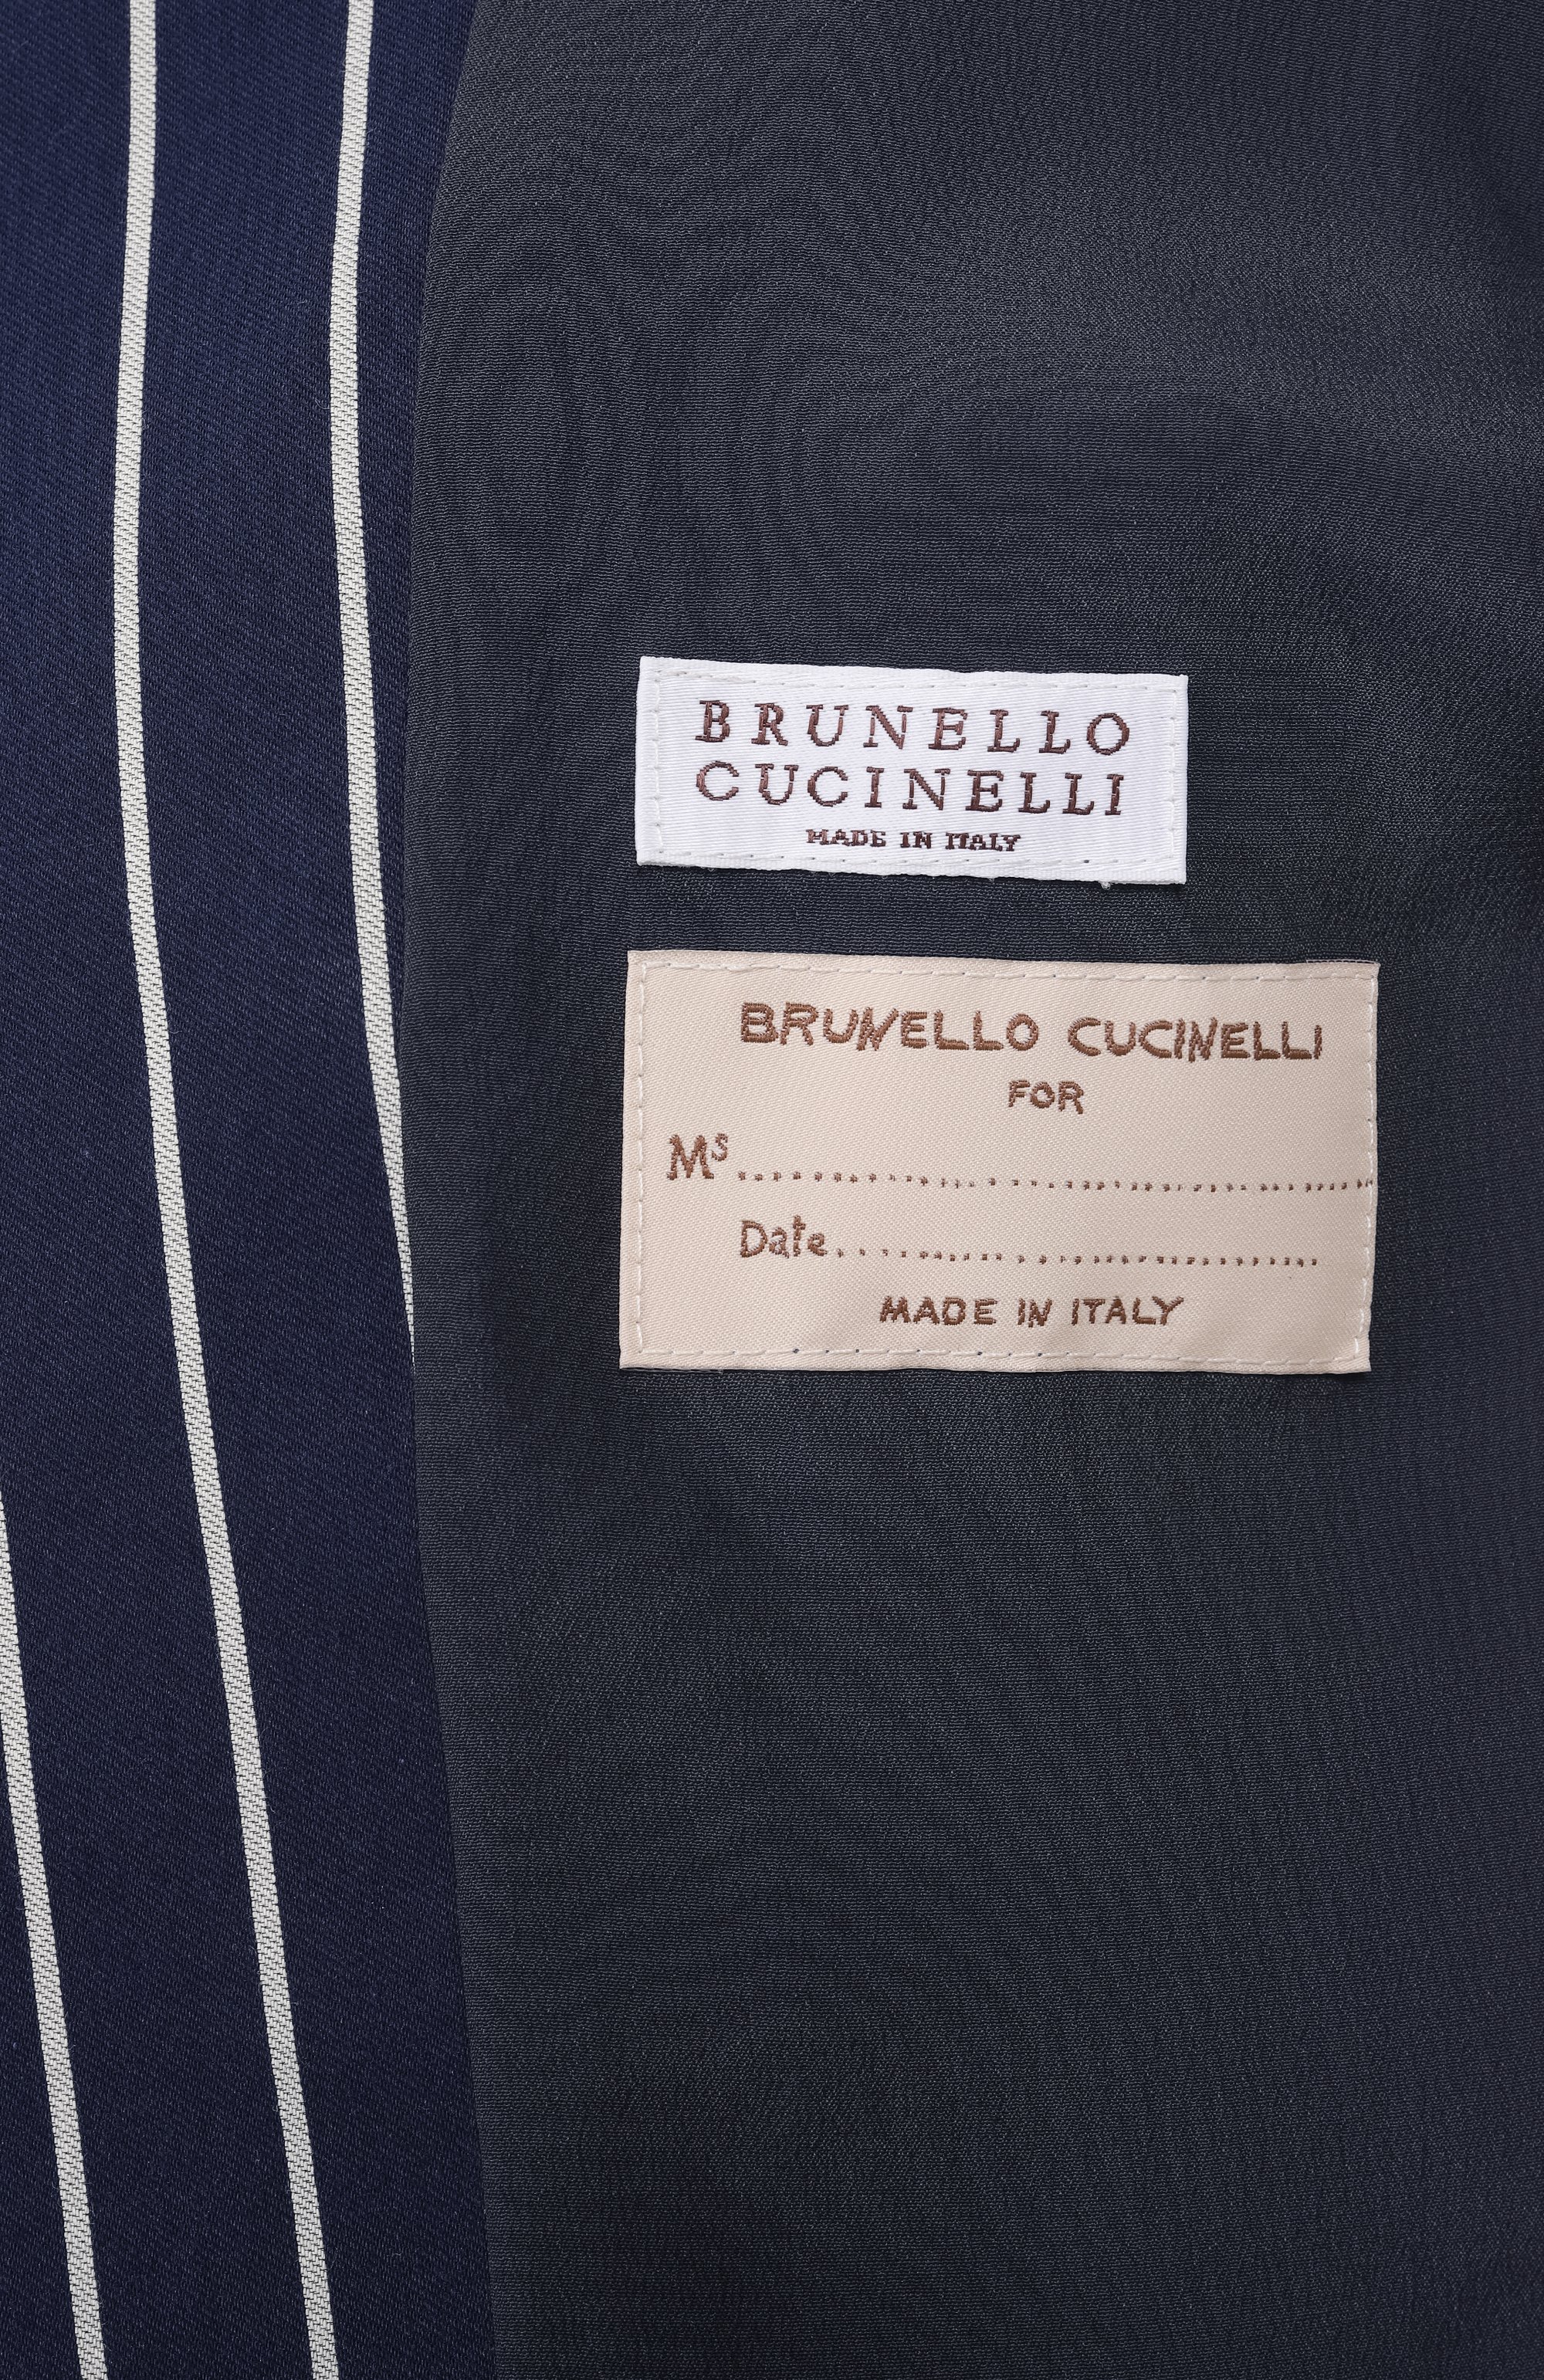 BRUNELLO
CUCINELLI
MADE IN ITALY
BRUNELLO CUCINELLI
FOR
Ms..........................................
Date..........................................
MADE IN ITALY